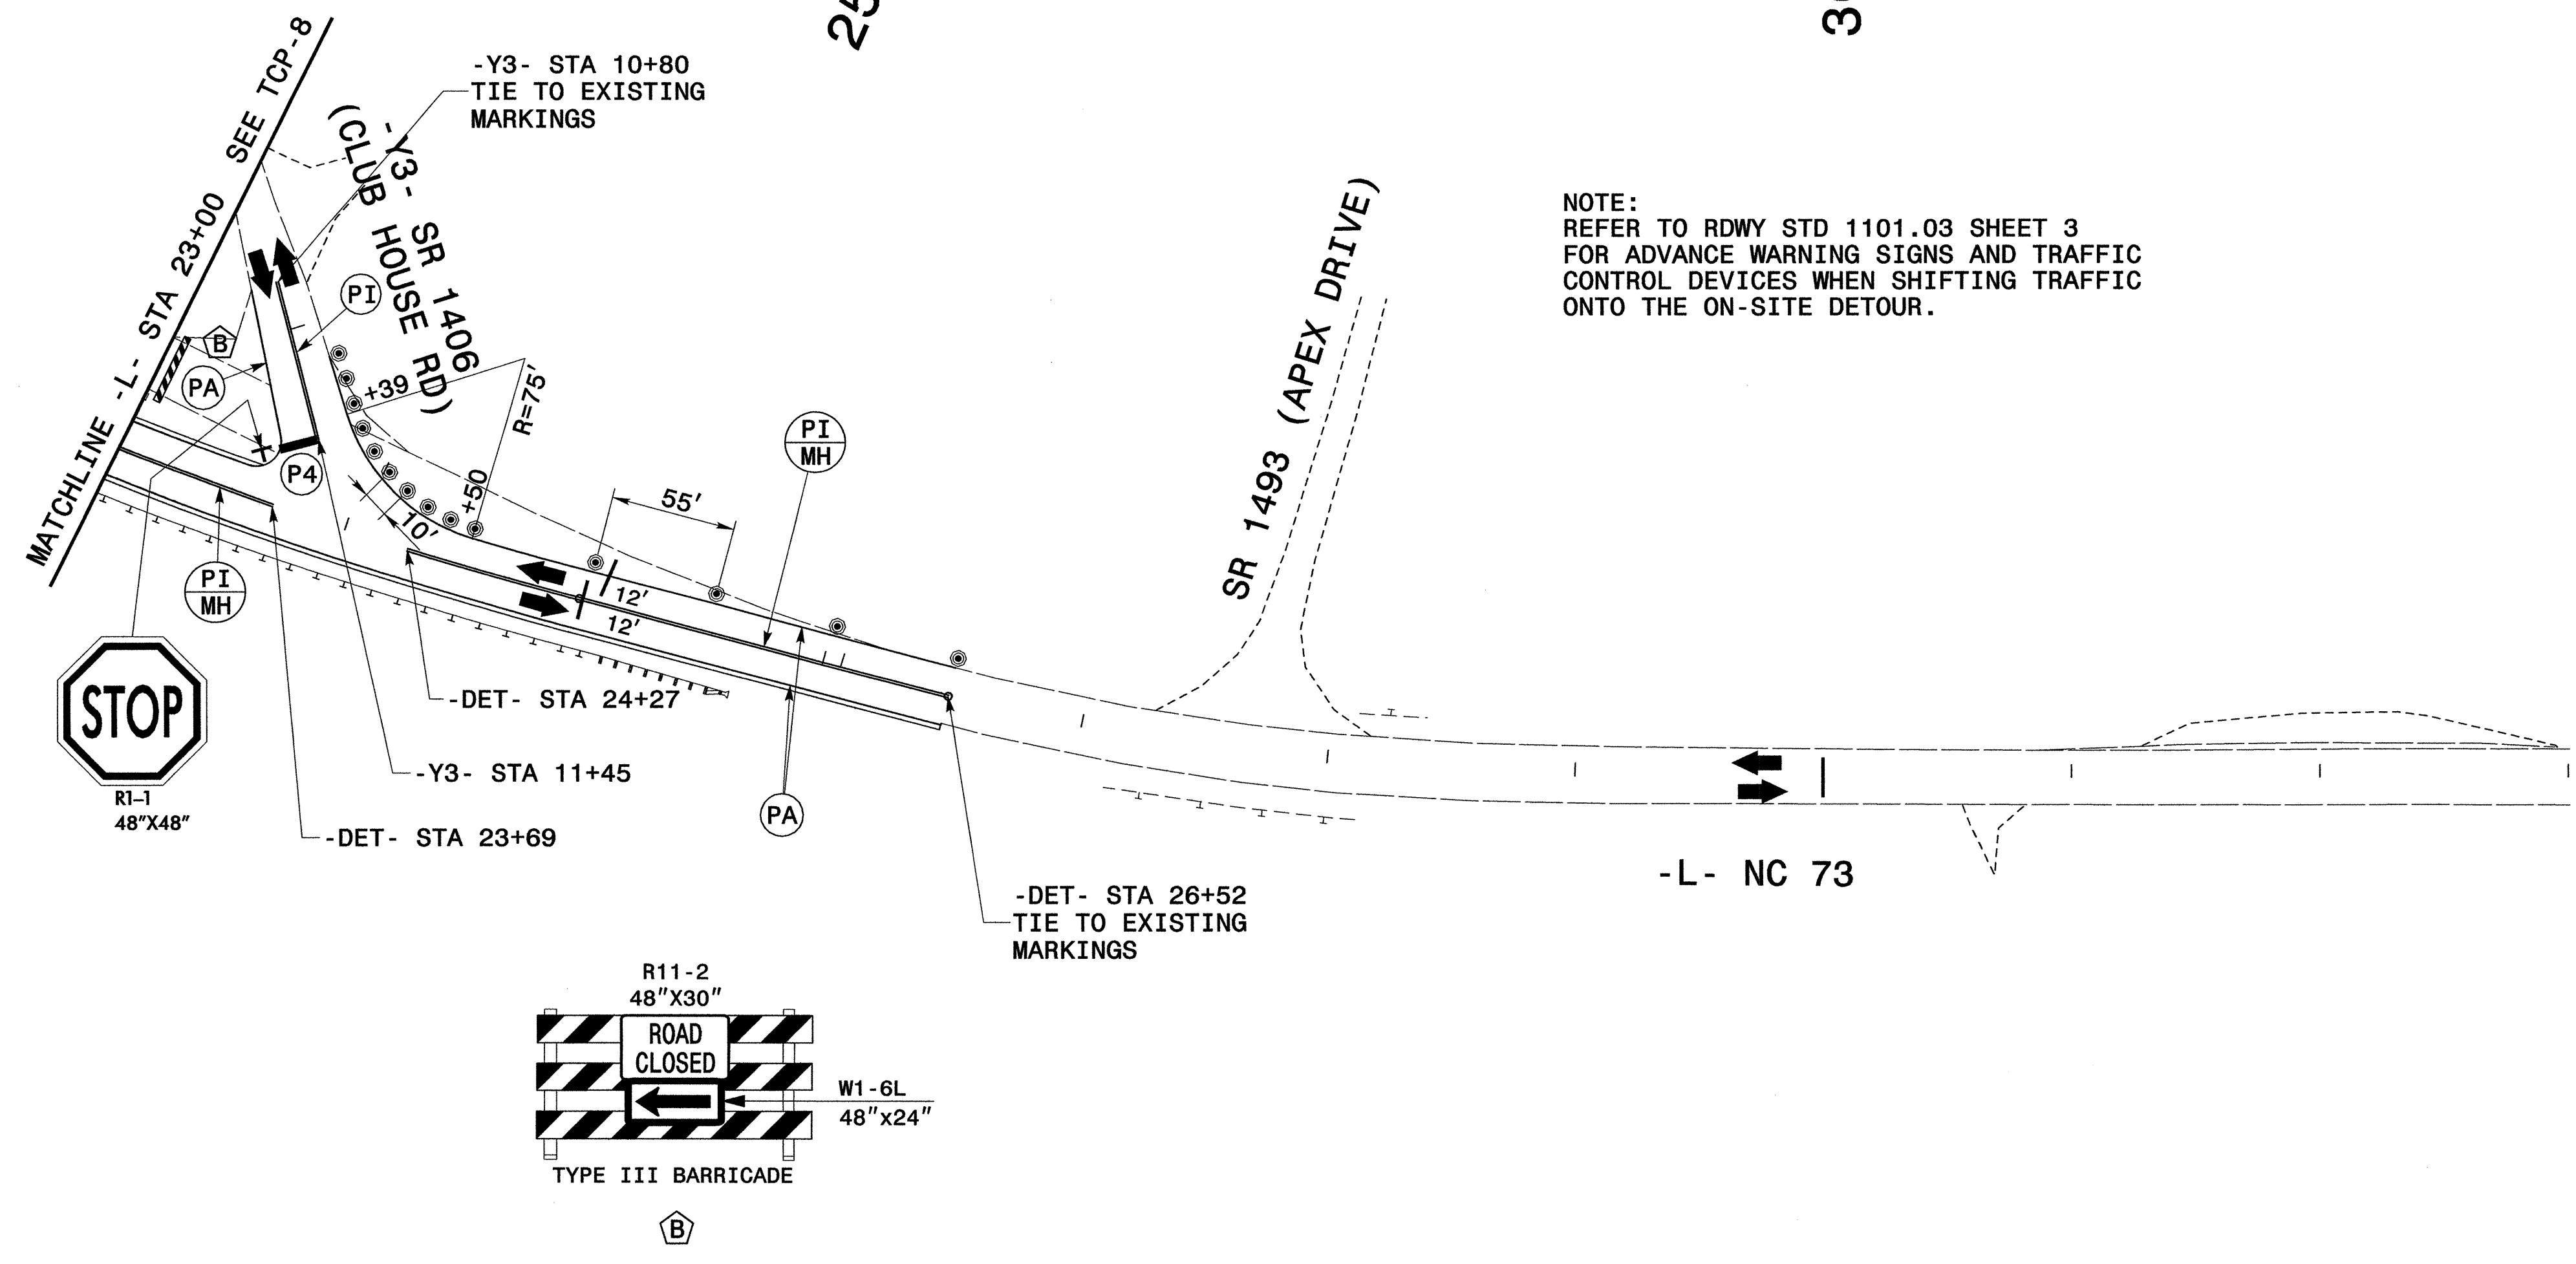 25
3
-Y3- STA 10+80
TIE TO EXISTING
MARKINGS
MATCHLINE -L- STA 23+00 SEE TCP-8
-Y3- SR 1406
(CLUB HOUSE RD)
PI
B
PA
+39
R=75'
P4
+50
10'
55'
PI
MH
12'
12'
PI
MH
STOP
R1-1
48"X48"
-DET- STA 24+27
-Y3- STA 11+45
-DET- STA 23+69
PA
-DET- STA 26+52
TIE TO EXISTING
MARKINGS
SR 1493 (APEX DRIVE)
NOTE:
REFER TO RDWY STD 1101.03 SHEET 3
FOR ADVANCE WARNING SIGNS AND TRAFFIC
CONTROL DEVICES WHEN SHIFTING TRAFFIC
ONTO THE ON-SITE DETOUR.
-L- NC 73
R11-2
48"X30"
ROAD
CLOSED
W1-6L
48"x24"
TYPE III BARRICADE
B